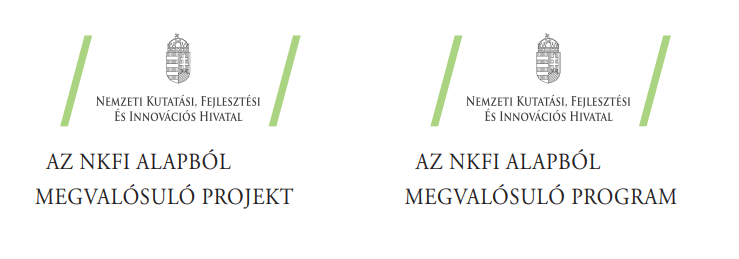 NEMZETI KUTATÁSI, FEJLESZTÉSI
ÉS INNOVÁCIÓS HIVATAL
AZ NKFI ALAPBÓL
MEGVALÓSULÓ PROJEKT
NEMZETI KUTATÁSI, FEJLESZTÉSI
ÉS INNOVÁCIÓS HIVATAL
AZ NKFI ALAPBÓL
MEGVALÓSULÓ PROGRAM